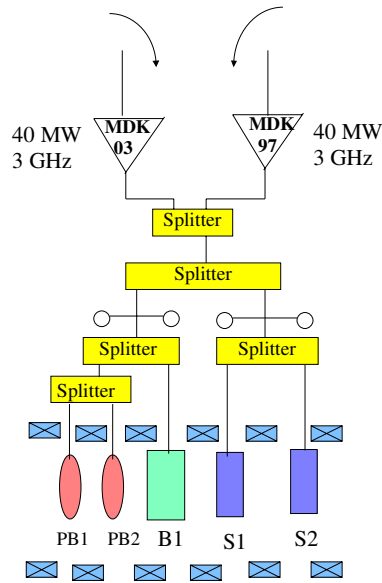 MDK
03
MDK
97
40 MW
3 GHz
40 MW
3 GHz
Splitter
Splitter
Splitter
Splitter
Splitter
PB1
PB2
B1
S1
S2